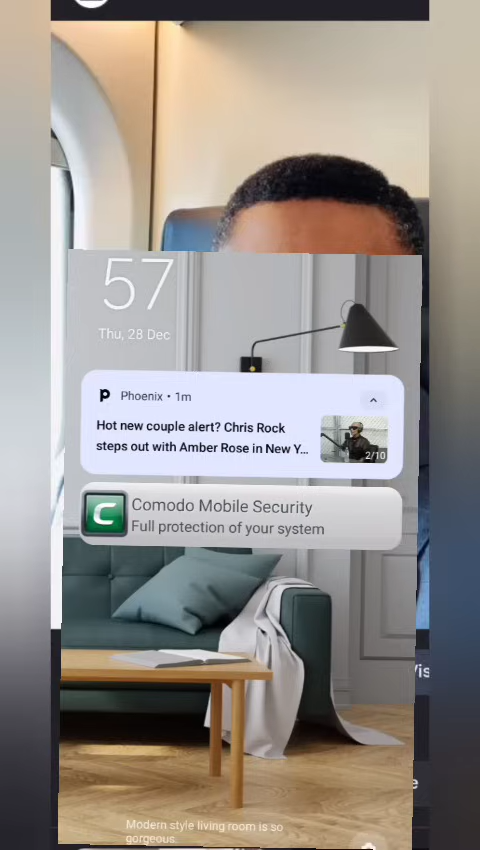 57
Thu, 28 Dec
Phoenix • 1m
Hot new couple alert? Chris Rock
steps out with Amber Rose in New Y...
2/10
C
Comodo Mobile Security
Full protection of your system
Modern style living room is so
gorgeous.